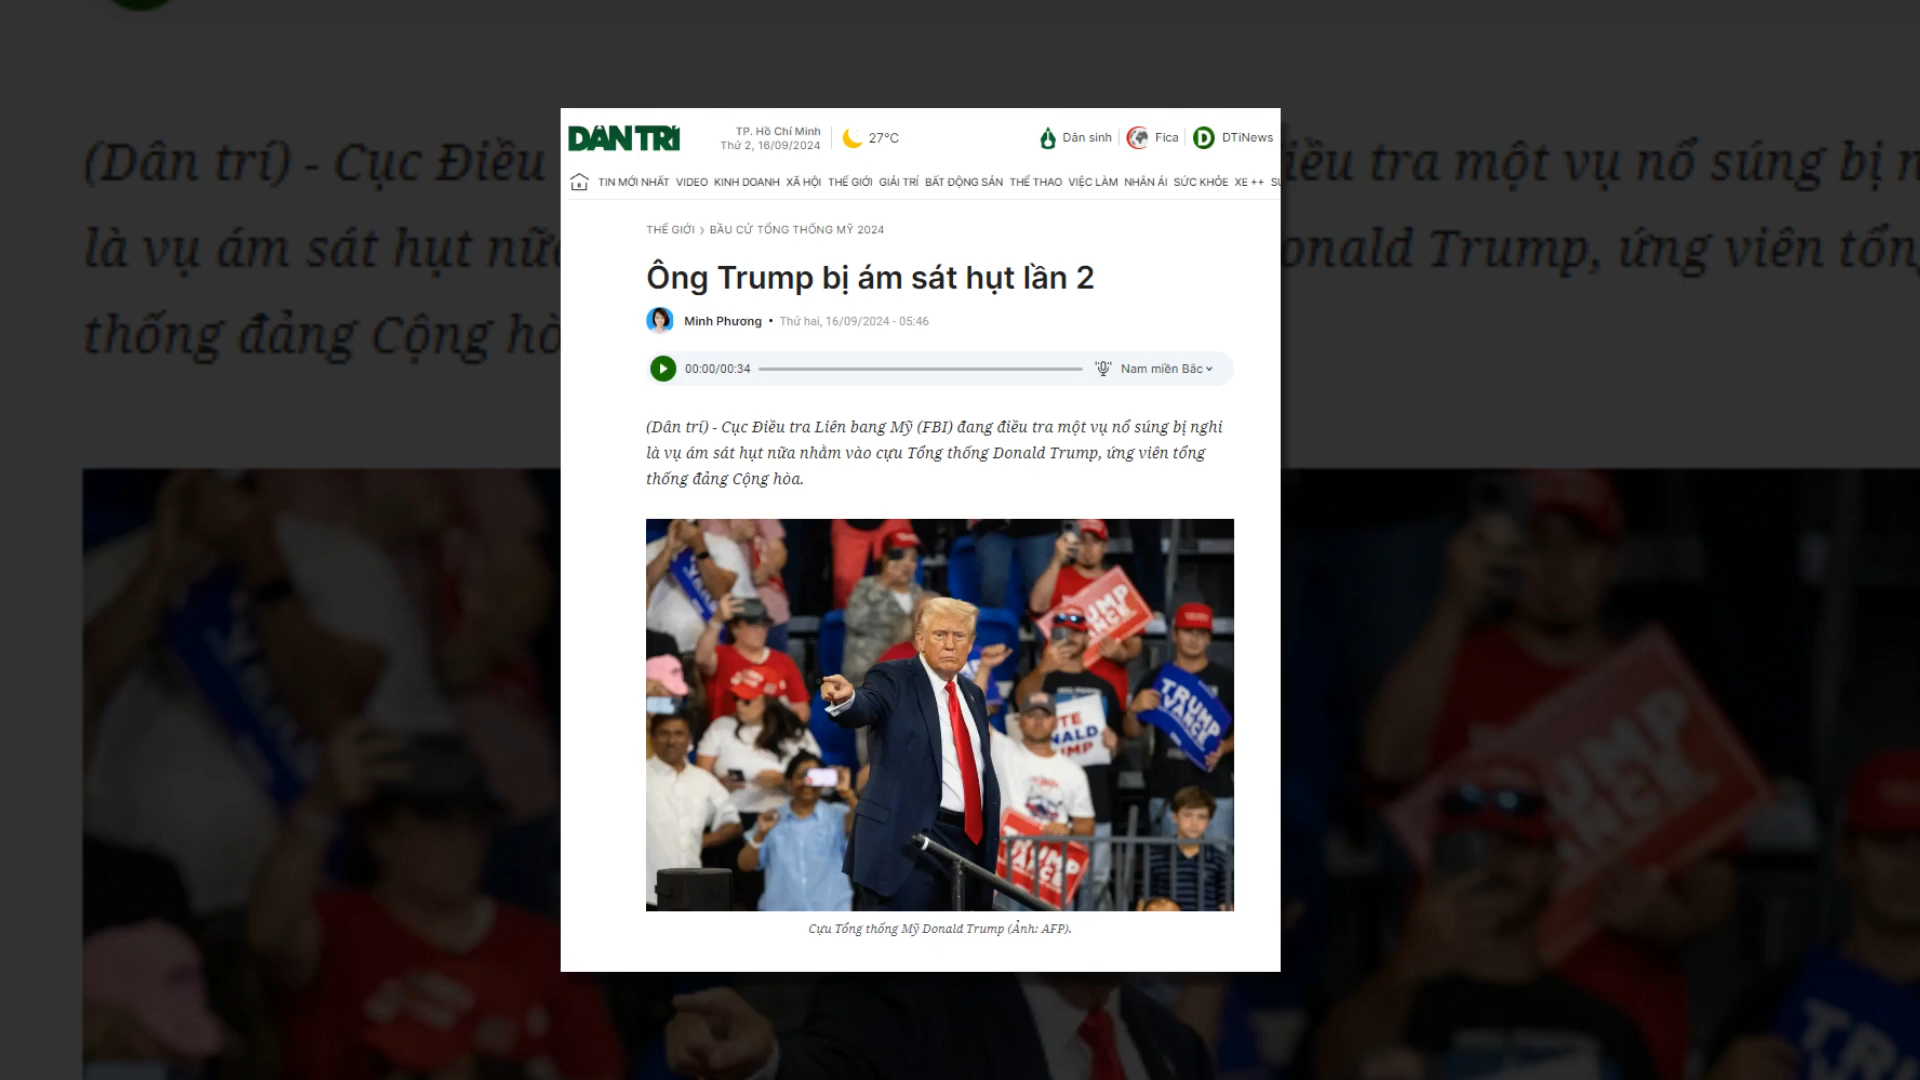 (Dân trí) - Cục Điều
iều tra một vụ nổ súng bị n
là vụ ám sát hụt nữa
onald Trump, ứng viên tổn
thống đảng Cộng hò
DÂN TRÍ
TP. Hồ Chí Minh
Thứ 2, 16/09/2024
27°C
Dân sinh
Fica
D
DTiNews
TIN MỚI NHẤT VIDEO KINH DOANH XÃ HỘI THẾ GIỚI GIẢI TRÍ BẤT ĐỘNG SẢN THỂ THAO VIỆC LÀM NHÂN ÁI SỨC KHỎE XE ++ SỨ
THẾ GIỚI › BẦU CỬ TỔNG THỐNG MỸ 2024
Ông Trump bị ám sát hụt lần 2
Minh Phương • Thứ hai, 16/09/2024 - 05:46
00:00/00:34
Nam miền Bắc
(Dân trí) - Cục Điều tra Liên bang Mỹ (FBI) đang điều tra một vụ nổ súng bị nghi
là vụ ám sát hụt nữa nhằm vào cựu Tổng thống Donald Trump, ứng viên tổng
thống đảng Cộng hòa.
TRUMP
VANCE
TRUMP
VANCE
Cựu Tổng thống Mỹ Donald Trump (Ảnh: AFP).